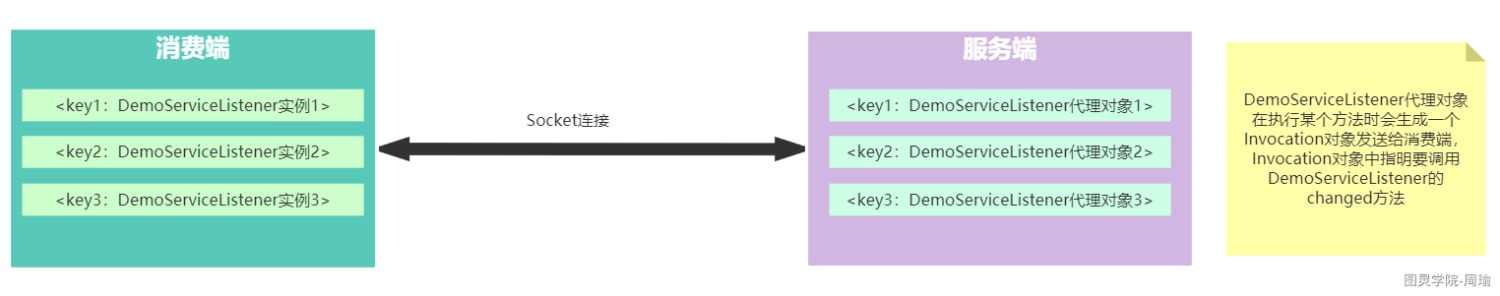 消费端
<key1：DemoServiceListener实例1>
<key2：DemoServiceListener实例2>
<key3：DemoServiceListener实例3>
Socket连接
服务端
<key1：DemoServiceListener代理对象1>
<key2：DemoServiceListener代理对象2>
<key3：DemoServiceListener代理对象3>
DemoServiceListener代理对象
在执行某个方法时会生成一个
Invocation对象发送给消费端，
Invocation对象中指明要调用
DemoServiceListener的
changed方法
图灵学院-周瑜